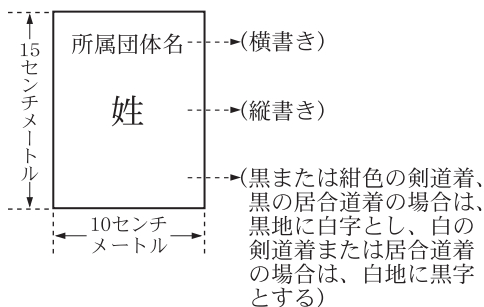 所属団体名
(横書き)
姓
(縦書き)
15センチメートル
10センチ
メートル
(黒または紺色の剣道着、
黒の居合道着の場合は、
黒地に白字とし、白の
剣道着または居合道着
の場合は、白地に黒字
とする)